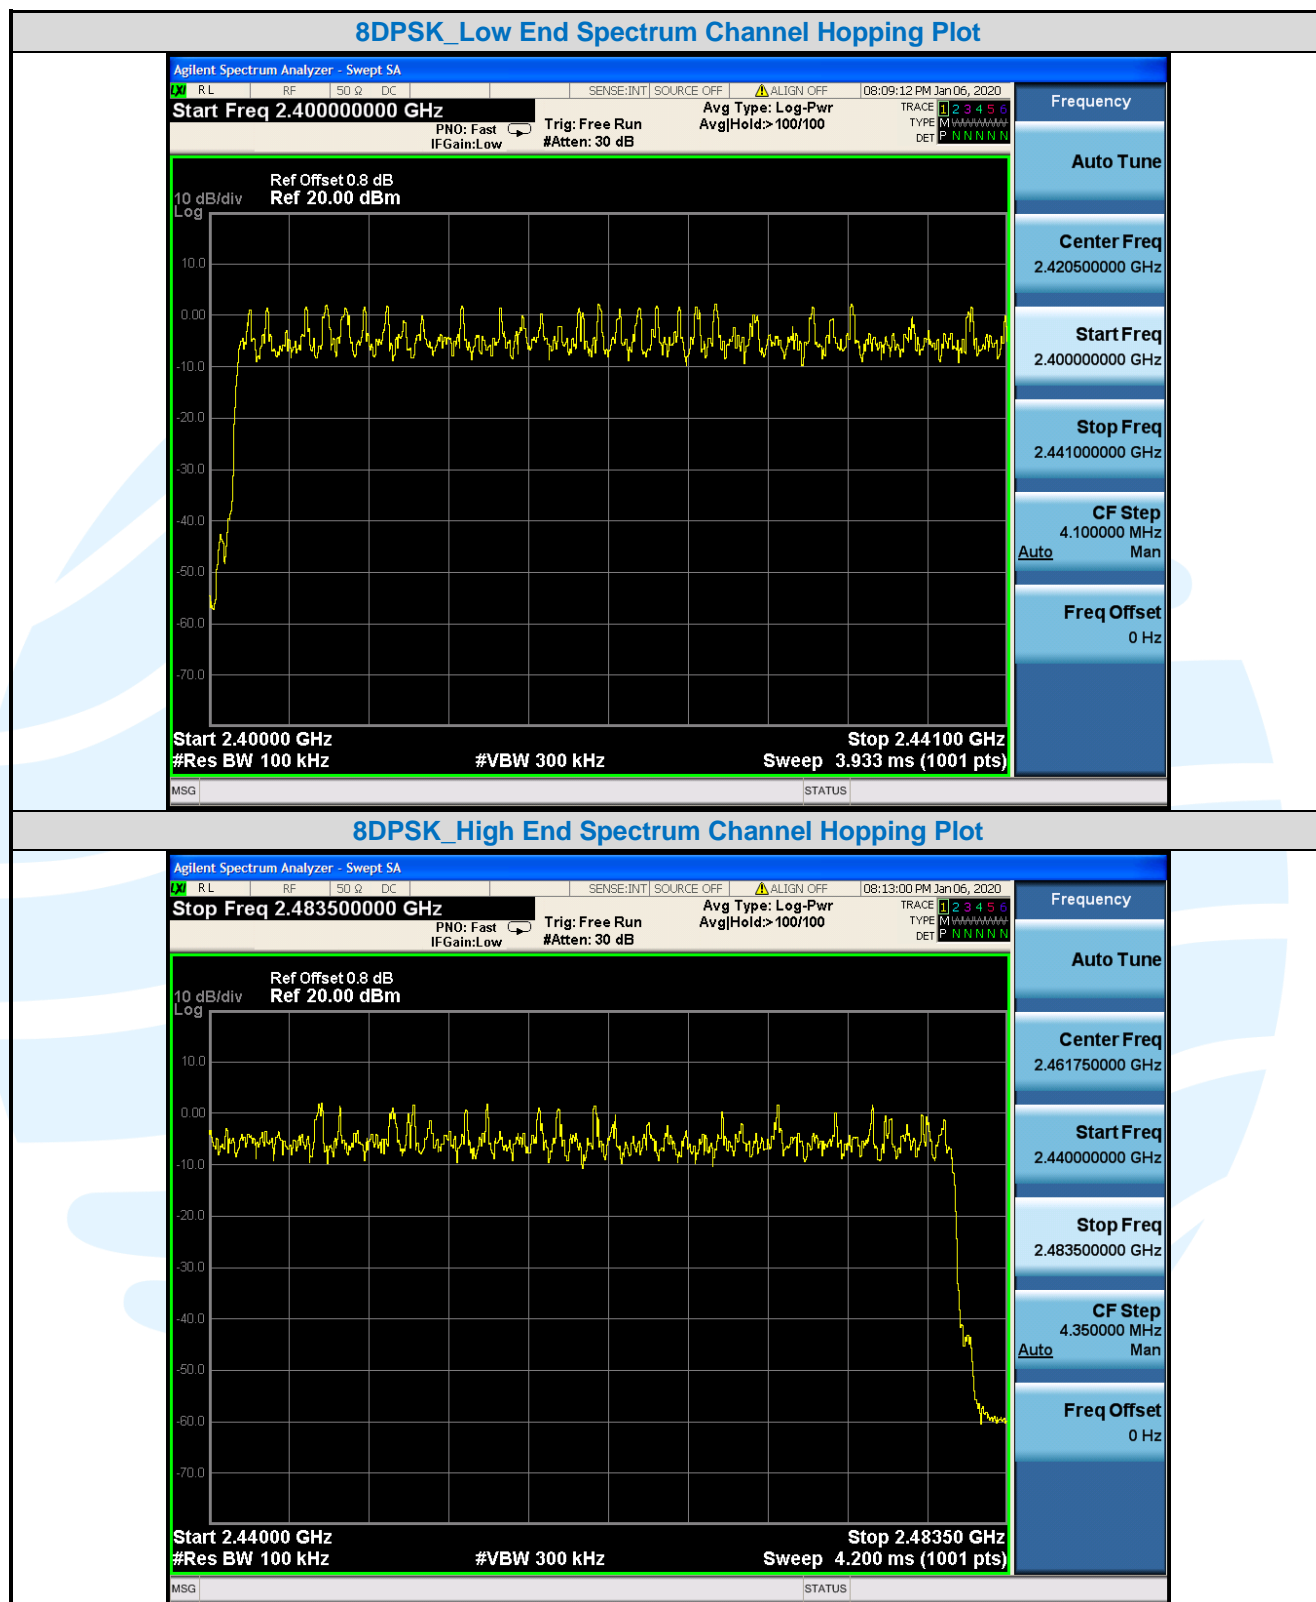 8DPSK_Low End Spectrum Channel Hopping Plot
Agilent Spectrum Analyzer - Swept SA
LXI RL RF 50 Ω DC SENSE:INT SOURCE OFF ALIGN OFF 08:09:12 PM Jan 06, 2020
Start Freq 2.400000000 GHz
PNO: Fast
IFGain:Low
Trig: Free Run
#Atten: 30 dB
Avg Type: Log-Pwr
Avg|Hold:>100/100
TRACE 1 2 3 4 5 6
TYPE M
DET P N N N N N
Ref Offset 0.8 dB
10 dB/div Ref 20.00 dBm
Log
10.0
0.00
-10.0
-20.0
-30.0
-40.0
-50.0
-60.0
-70.0
Start 2.40000 GHz Stop 2.44100 GHz
#Res BW 100 kHz #VBW 300 kHz Sweep 3.933 ms (1001 pts)
MSG STATUS
Frequency
Auto Tune
Center Freq
2.420500000 GHz
Start Freq
2.400000000 GHz
Stop Freq
2.441000000 GHz
CF Step
4.100000 MHz
Auto Man
Freq Offset
0 Hz
8DPSK_High End Spectrum Channel Hopping Plot
Agilent Spectrum Analyzer - Swept SA
LXI RL RF 50 Ω DC SENSE:INT SOURCE OFF ALIGN OFF 08:13:00 PM Jan 06, 2020
Stop Freq 2.483500000 GHz
PNO: Fast
IFGain:Low
Trig: Free Run
#Atten: 30 dB
Avg Type: Log-Pwr
Avg|Hold:>100/100
TRACE 1 2 3 4 5 6
TYPE M
DET P N N N N N
Ref Offset 0.8 dB
10 dB/div Ref 20.00 dBm
Log
10.0
0.00
-10.0
-20.0
-30.0
-40.0
-50.0
-60.0
-70.0
Start 2.44000 GHz Stop 2.48350 GHz
#Res BW 100 kHz #VBW 300 kHz Sweep 4.200 ms (1001 pts)
MSG STATUS
Frequency
Auto Tune
Center Freq
2.461750000 GHz
Start Freq
2.440000000 GHz
Stop Freq
2.483500000 GHz
CF Step
4.350000 MHz
Auto Man
Freq Offset
0 Hz